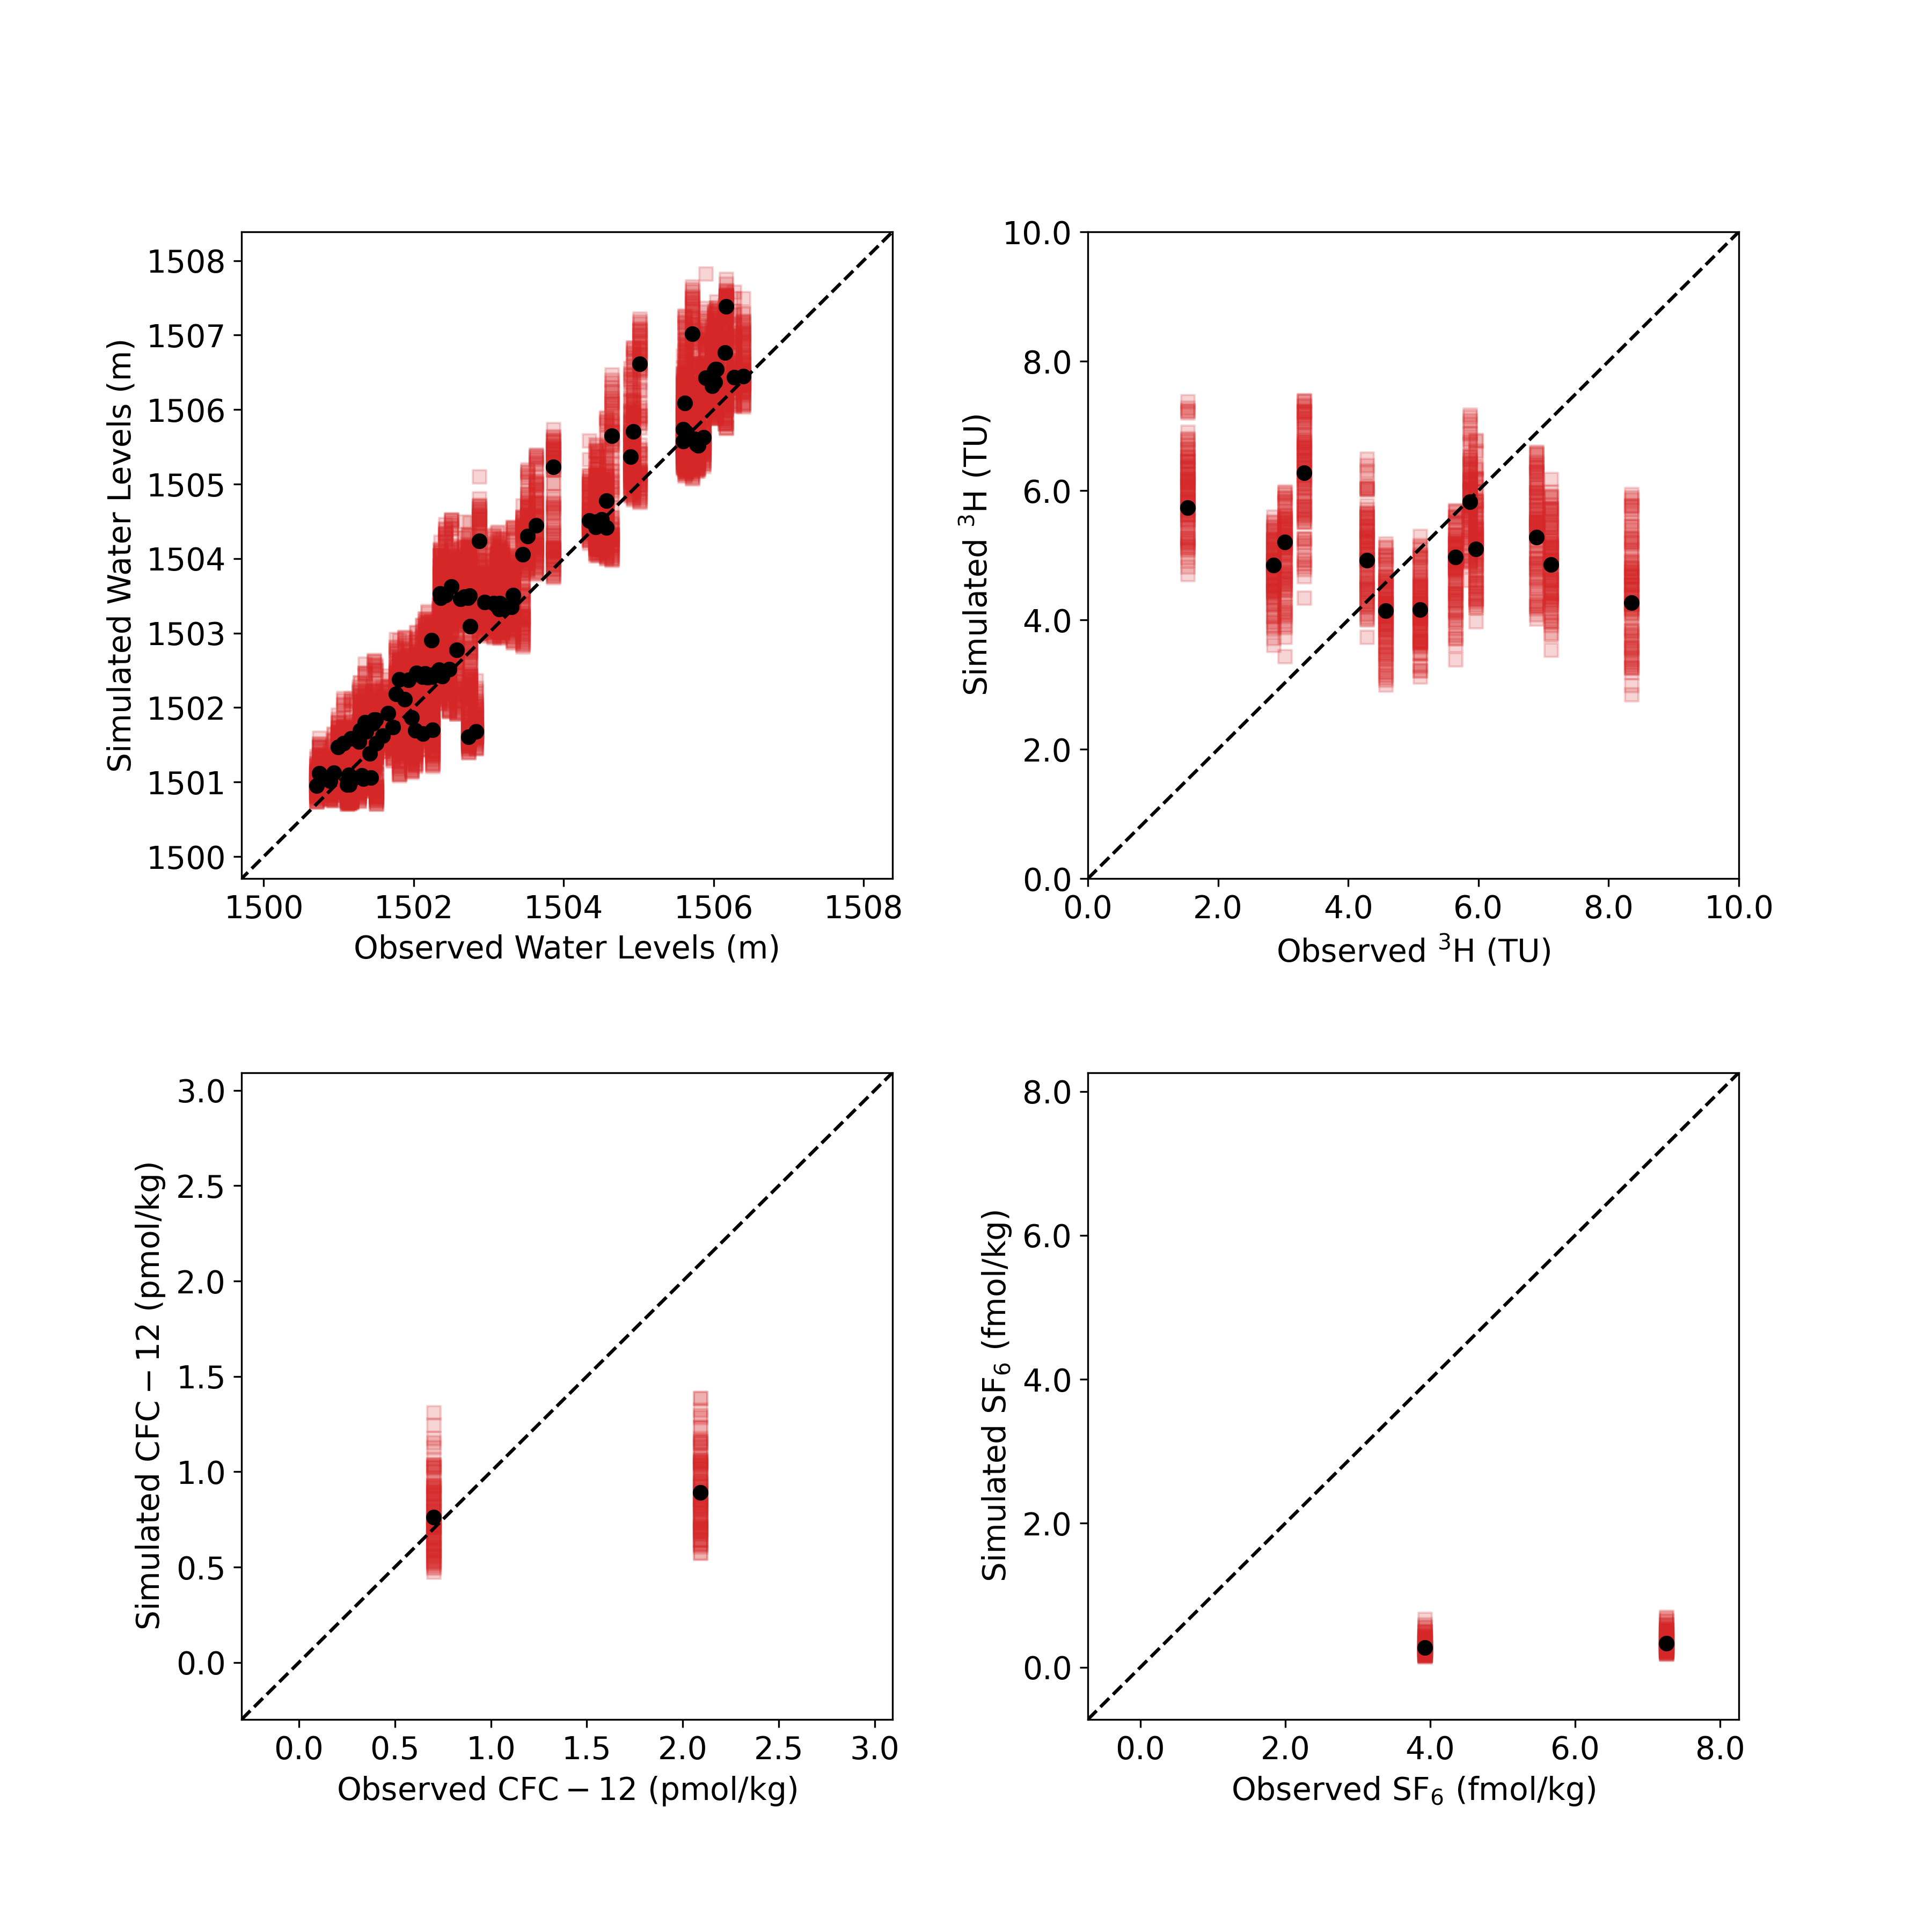 1508
1507
1506
1505
1504
1503
1502
1501
1500
Simulated Water Levels (m)
1500 1502 1504 1506 1508
Observed Water Levels (m)
10.0
8.0
6.0
4.0
2.0
0.0
Simulated ³H (TU)
0.0 2.0 4.0 6.0 8.0 10.0
Observed ³H (TU)
3.0
2.5
2.0
1.5
1.0
0.5
0.0
Simulated CFC − 12 (pmol/kg)
0.0 0.5 1.0 1.5 2.0 2.5 3.0
Observed CFC − 12 (pmol/kg)
8.0
6.0
4.0
2.0
0.0
Simulated SF₆ (fmol/kg)
0.0 2.0 4.0 6.0 8.0
Observed SF₆ (fmol/kg)